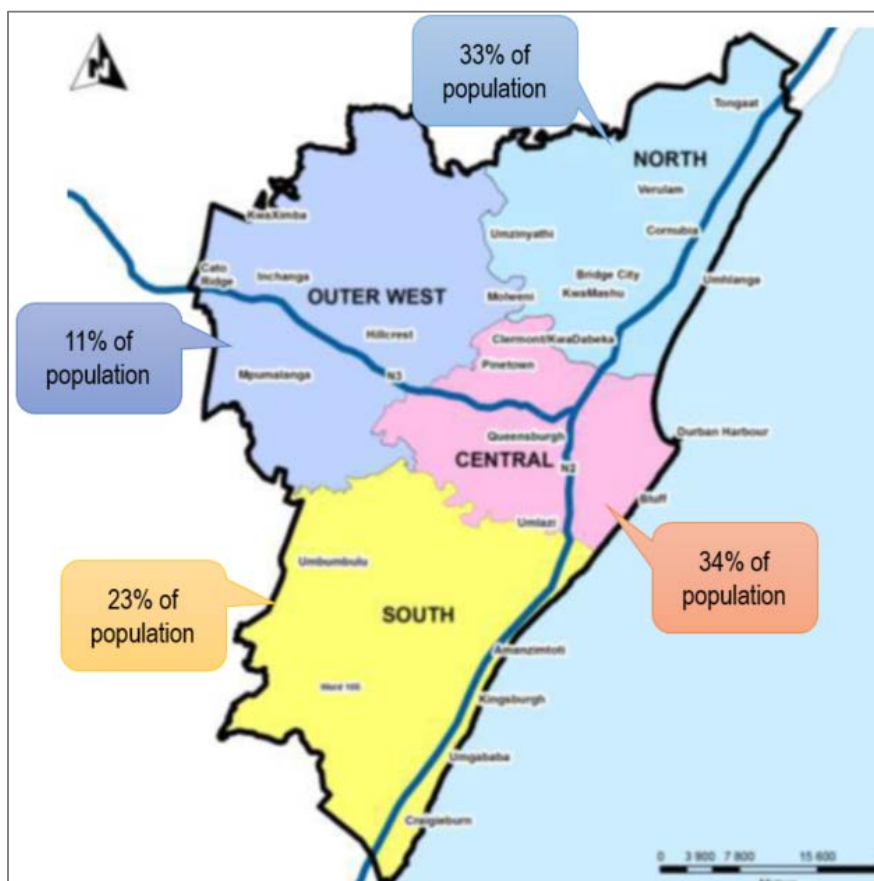 N
33% of
population
Tongaat
NORTH
Verulam
KwaXimba
Umzinyathi
Cornubia
Cato
Ridge
Inchanga
Bridge City
Umhlanga
OUTER WEST
Molweni
KwaMashu
11% of
population
Hillcrest
Clermont/KwaDabeka
Pinetown
Mpumalanga
N3
Queensburgh
Durban Harbour
CENTRAL
N2
Bluff
Umlazi
34% of
population
Umbumbulu
23% of
population
SOUTH
Amanzimtoti
Kingsburgh
Umgababa
Craigieburn
0 3 900 7 800 15 600